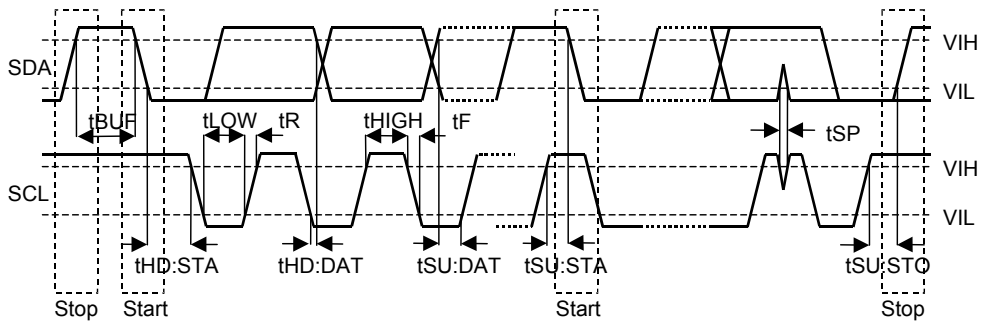 VIH
SDA
VIL
tBUF tLOW tR tHIGH tF tSP
VIH
SCL
VIL
tHD:STA tHD:DAT tSU:DAT tSU:STA tSU:STO
Stop Start Start Stop